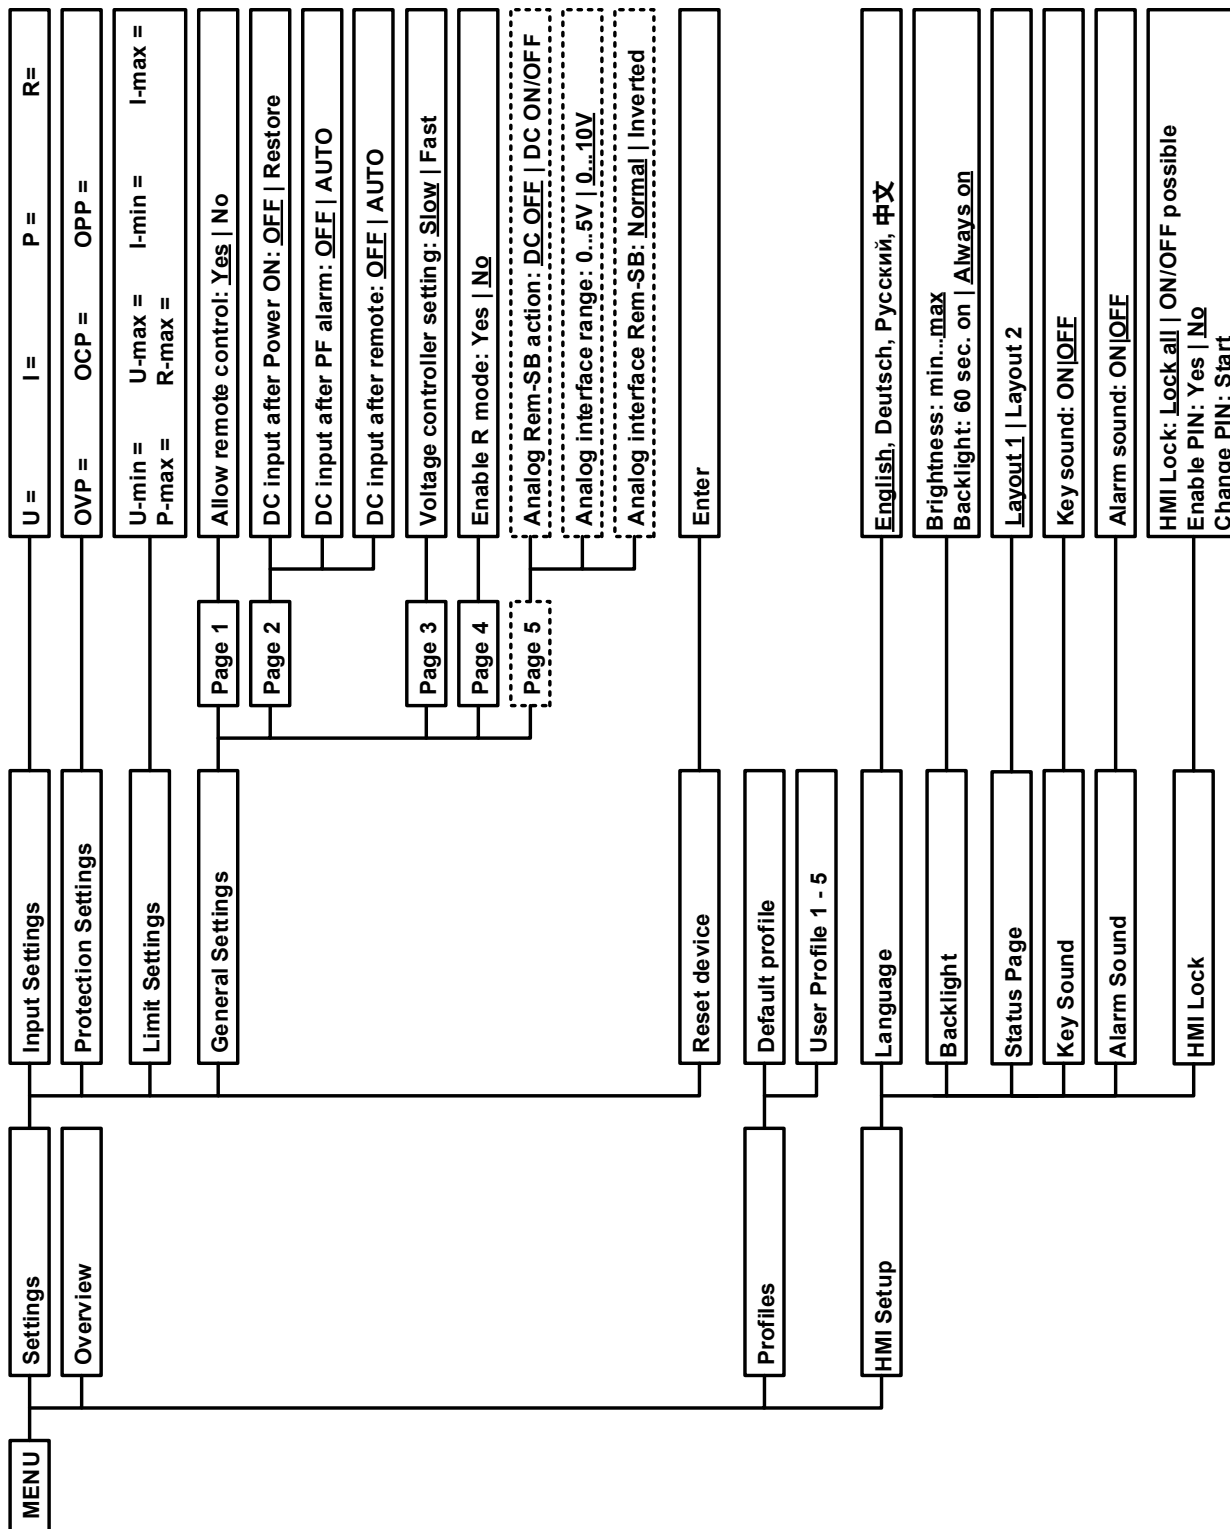 MENU
Settings
Input Settings
U = I = P = R=
Protection Settings
OVP = OCP = OPP =
Limit Settings
U-min = U-max = I-min = I-max =
P-max = R-max =
General Settings
Page 1
Allow remote control: Yes | No
Page 2
DC input after Power ON: OFF | Restore
DC input after PF alarm: OFF | AUTO
DC input after remote: OFF | AUTO
Page 3
Voltage controller setting: Slow | Fast
Page 4
Enable R mode: Yes | No
Page 5
Analog Rem-SB action: DC OFF | DC ON/OFF
Analog interface range: 0...5V | 0...10V
Analog interface Rem-SB: Normal | Inverted
Reset device
Enter
Overview
Profiles
Default profile
User Profile 1 - 5
HMI Setup
Language
English, Deutsch, Русский, 中文
Backlight
Brightness: min...max
Backlight: 60 sec. on | Always on
Status Page
Layout 1 | Layout 2
Key Sound
Key sound: ON|OFF
Alarm Sound
Alarm sound: ON|OFF
HMI Lock
HMI Lock: Lock all | ON/OFF possible
Enable PIN: Yes | No
Change PIN: Start